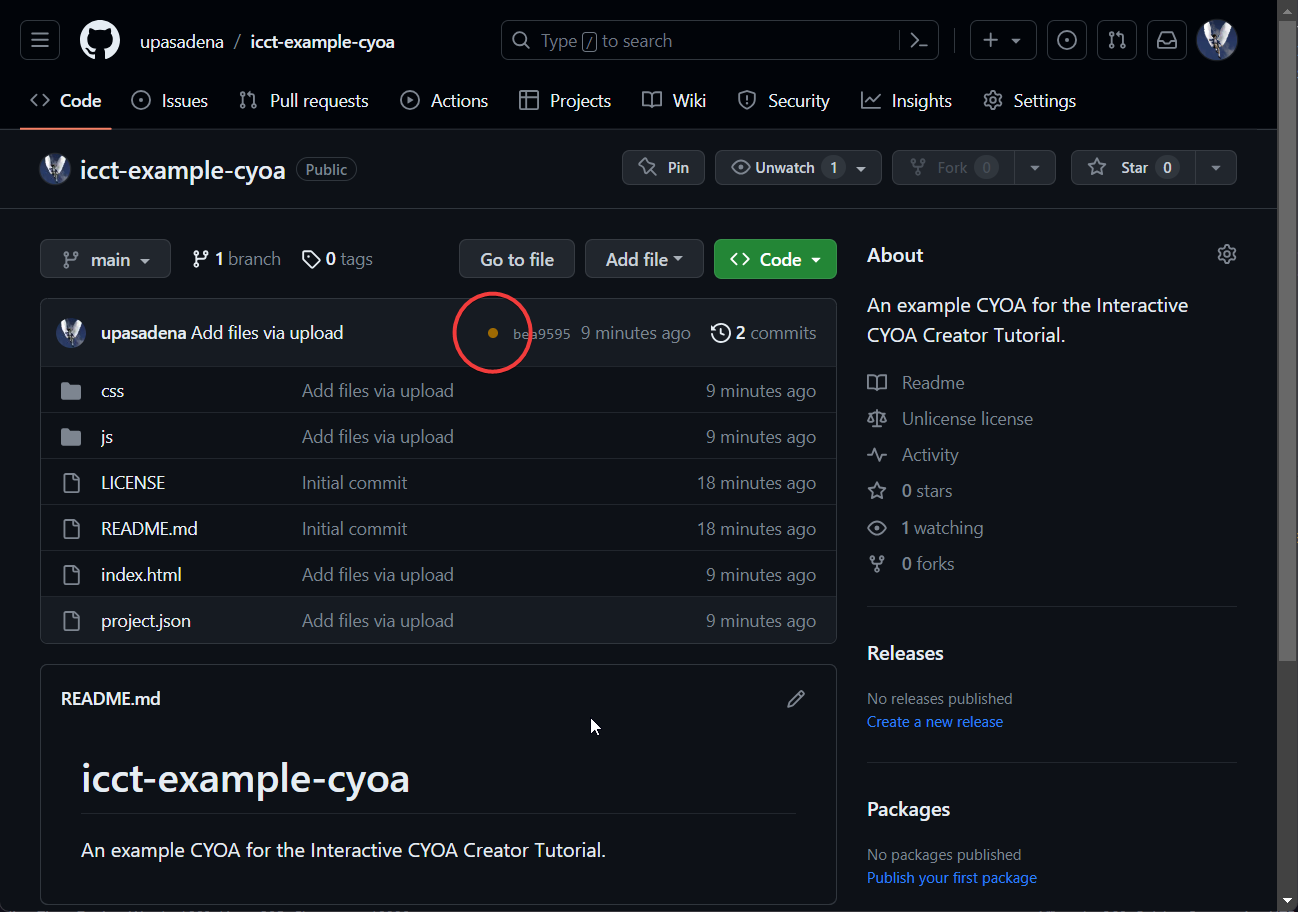 upasadena / icct-example-cyoa Type / to search
Code Issues Pull requests Actions Projects Wiki Security Insights Settings
icct-example-cyoa Public Pin Unwatch 1 Fork 0 Star 0
main 1 branch 0 tags Go to file Add file Code
upasadena Add files via upload bea9595 9 minutes ago 2 commits
css Add files via upload 9 minutes ago
js Add files via upload 9 minutes ago
LICENSE Initial commit 18 minutes ago
README.md Initial commit 18 minutes ago
index.html Add files via upload 9 minutes ago
project.json Add files via upload 9 minutes ago
README.md
icct-example-cyoa
An example CYOA for the Interactive CYOA Creator Tutorial.
About
An example CYOA for the Interactive
CYOA Creator Tutorial.
Readme
Unlicense license
Activity
0 stars
1 watching
0 forks
Releases
No releases published
Create a new release
Packages
No packages published
Publish your first package